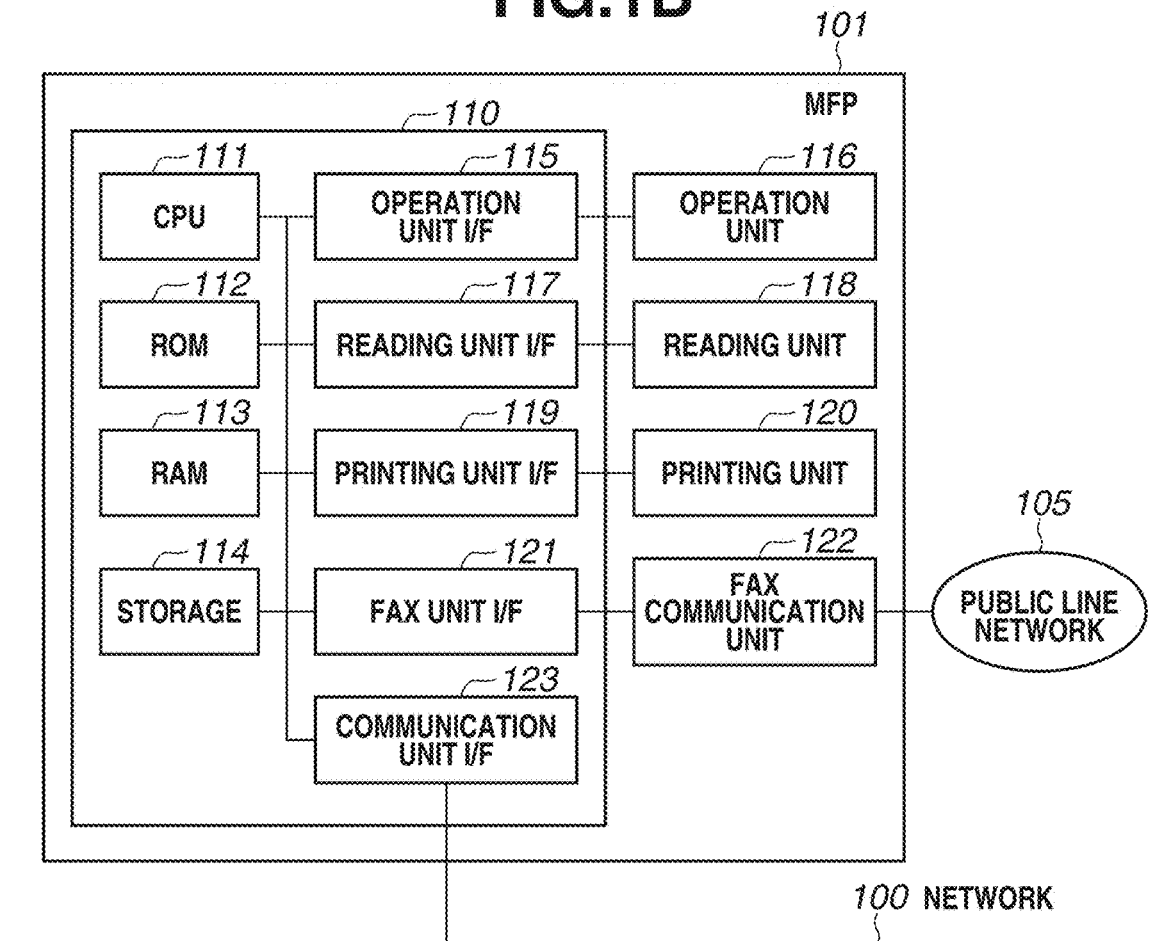 FIG.1B
101
MFP
110
111
115
116
CPU
OPERATION
UNIT I/F
OPERATION
UNIT
112
117
118
ROM
READING UNIT I/F
READING UNIT
113
119
120
RAM
PRINTING UNIT I/F
PRINTING UNIT
105
114
121
122
STORAGE
FAX UNIT I/F
FAX
COMMUNICATION
UNIT
PUBLIC LINE
NETWORK
123
COMMUNICATION
UNIT I/F
100 NETWORK